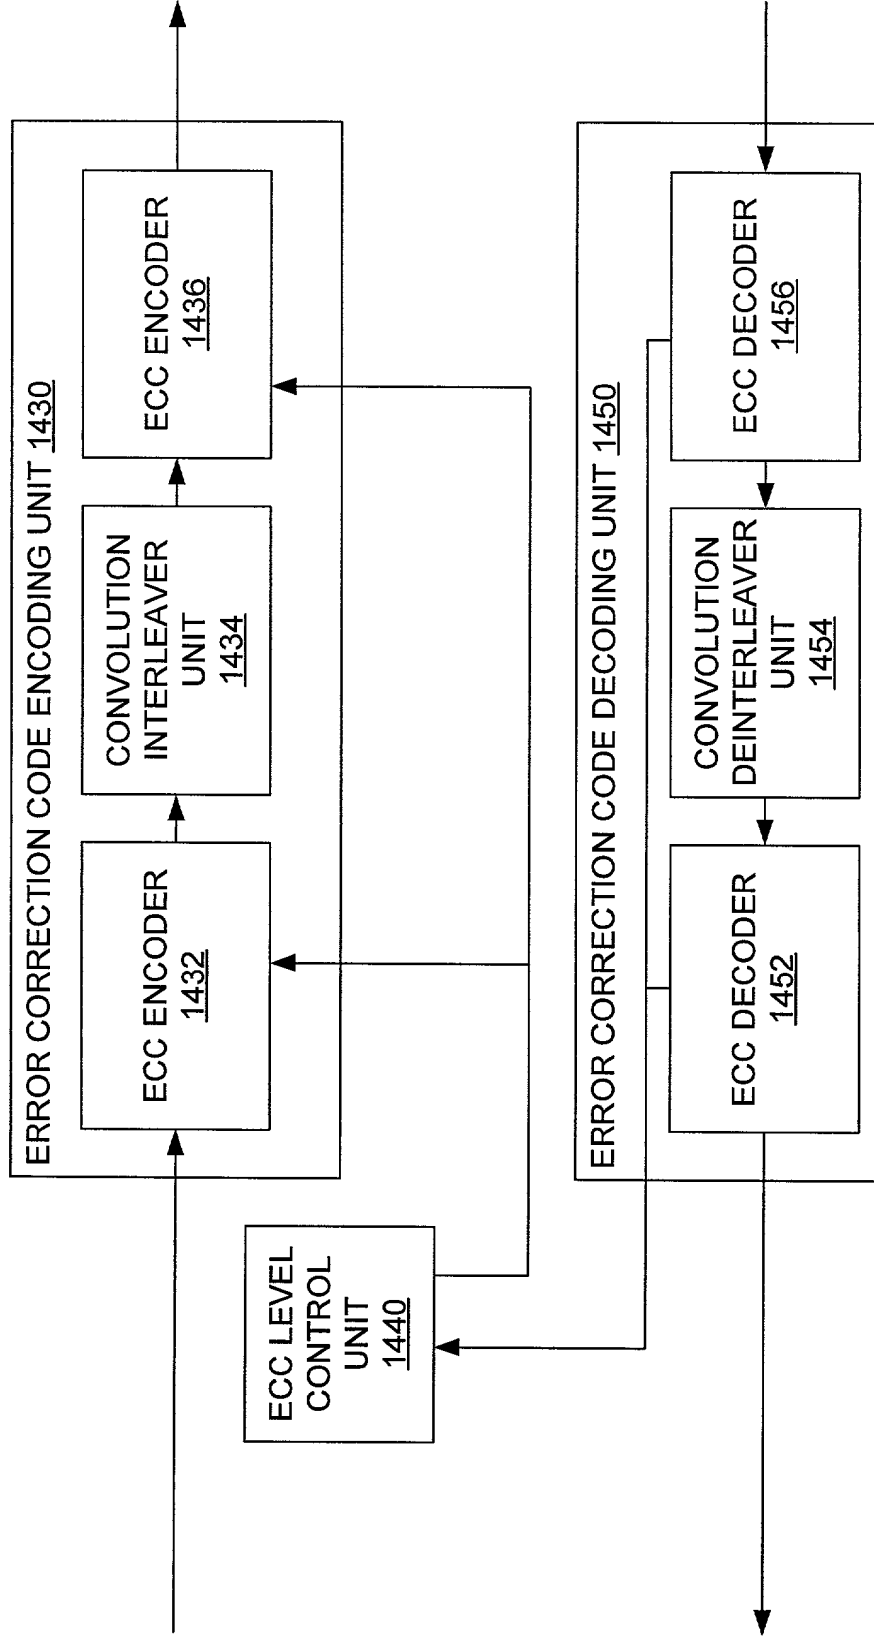 ERROR CORRECTION CODE ENCODING UNIT 1430
ECC ENCODER
1432
CONVOLUTION
INTERLEAVER
UNIT
1434
ECC ENCODER
1436
ECC LEVEL
CONTROL
UNIT
1440
ERROR CORRECTION CODE DECODING UNIT 1450
ECC DECODER
1452
CONVOLUTION
DEINTERLEAVER
UNIT
1454
ECC DECODER
1456